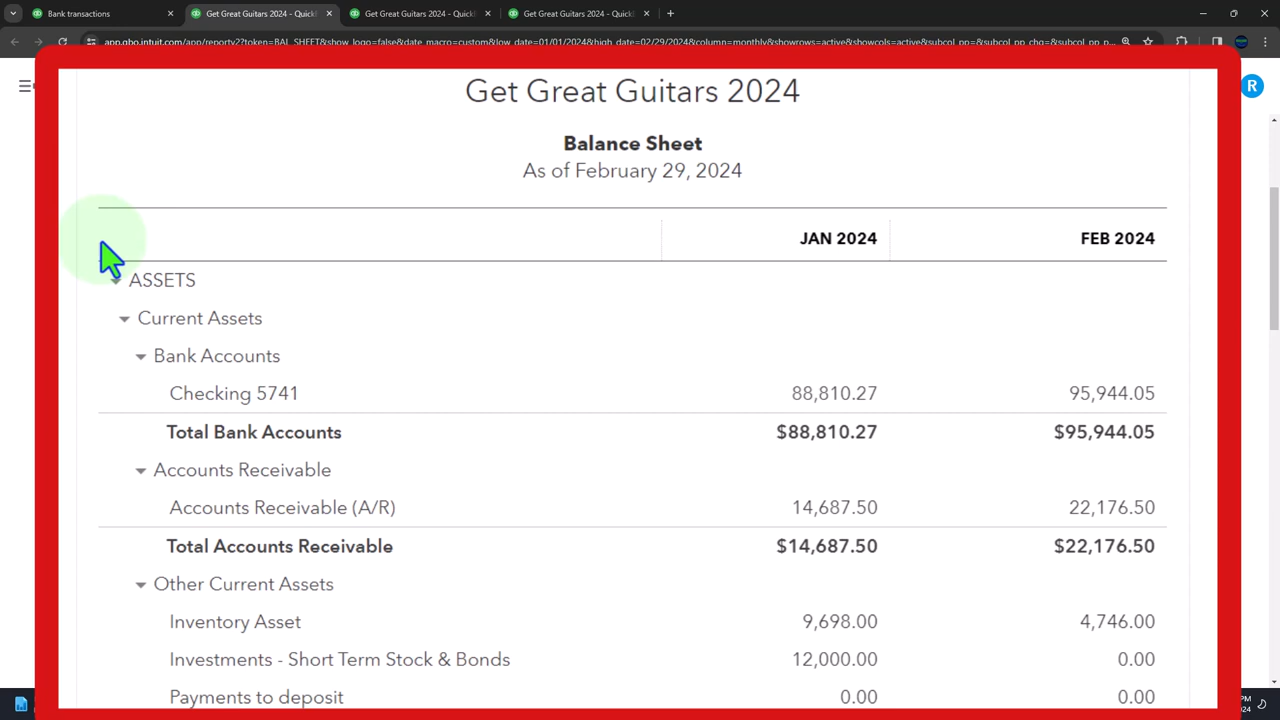 Bank transactions
Get Great Guitars 2024 - Quick
Get Great Guitars 2024 - Quick
Get Great Guitars 2024 - Quick
R
Get Great Guitars 2024
Balance Sheet
As of February 29, 2024
JAN 2024 FEB 2024
ASSETS
Current Assets
Bank Accounts
Checking 5741 88,810.27 95,944.05
Total Bank Accounts $88,810.27 $95,944.05
Accounts Receivable
Accounts Receivable (A/R) 14,687.50 22,176.50
Total Accounts Receivable $14,687.50 $22,176.50
Other Current Assets
Inventory Asset 9,698.00 4,746.00
Investments - Short Term Stock & Bonds 12,000.00 0.00
Payments to deposit 0.00 0.00